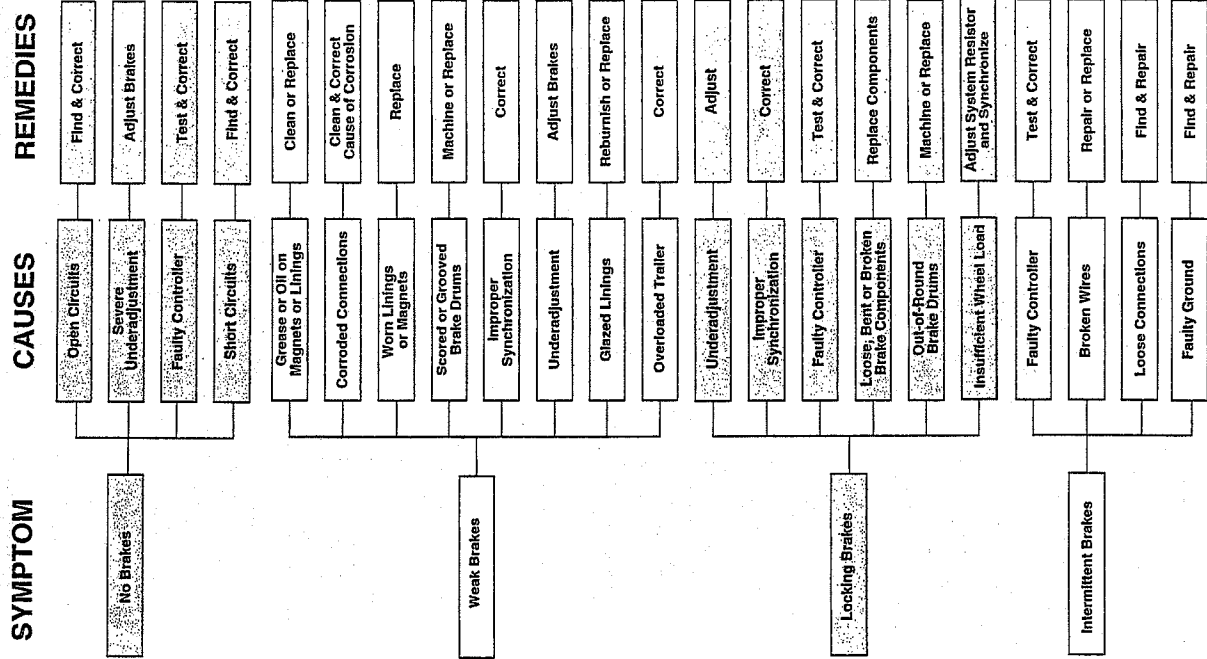 SYMPTOM
CAUSES
REMEDIES
No Brakes
Open Circuits
Find & Correct
Severe
Underadjustment
Adjust Brakes
Faulty Controller
Test & Correct
Short Circuits
Find & Correct
Weak Brakes
Grease or Oil on
Magnets or Linings
Clean or Replace
Corroded Connections
Clean & Correct
Cause of Corrosion
Worn Linings
or Magnets
Replace
Scored or Grooved
Brake Drums
Machine or Replace
Improper
Synchronization
Correct
Underadjustment
Adjust Brakes
Glazed Linings
Reburnish or Replace
Overloaded Trailer
Correct
Locking Brakes
Underadjustment
Adjust
Improper
Synchronization
Correct
Faulty Controller
Test & Correct
Loose, Bent or Broken
Brake Components
Replace Components
Out-of-Round
Brake Drums
Machine or Replace
Insufficient Wheel Load
Adjust System Resistor
and Synchronize
Intermittent Brakes
Faulty Controller
Test & Correct
Broken Wires
Repair or Replace
Loose Connections
Find & Repair
Faulty Ground
Find & Repair